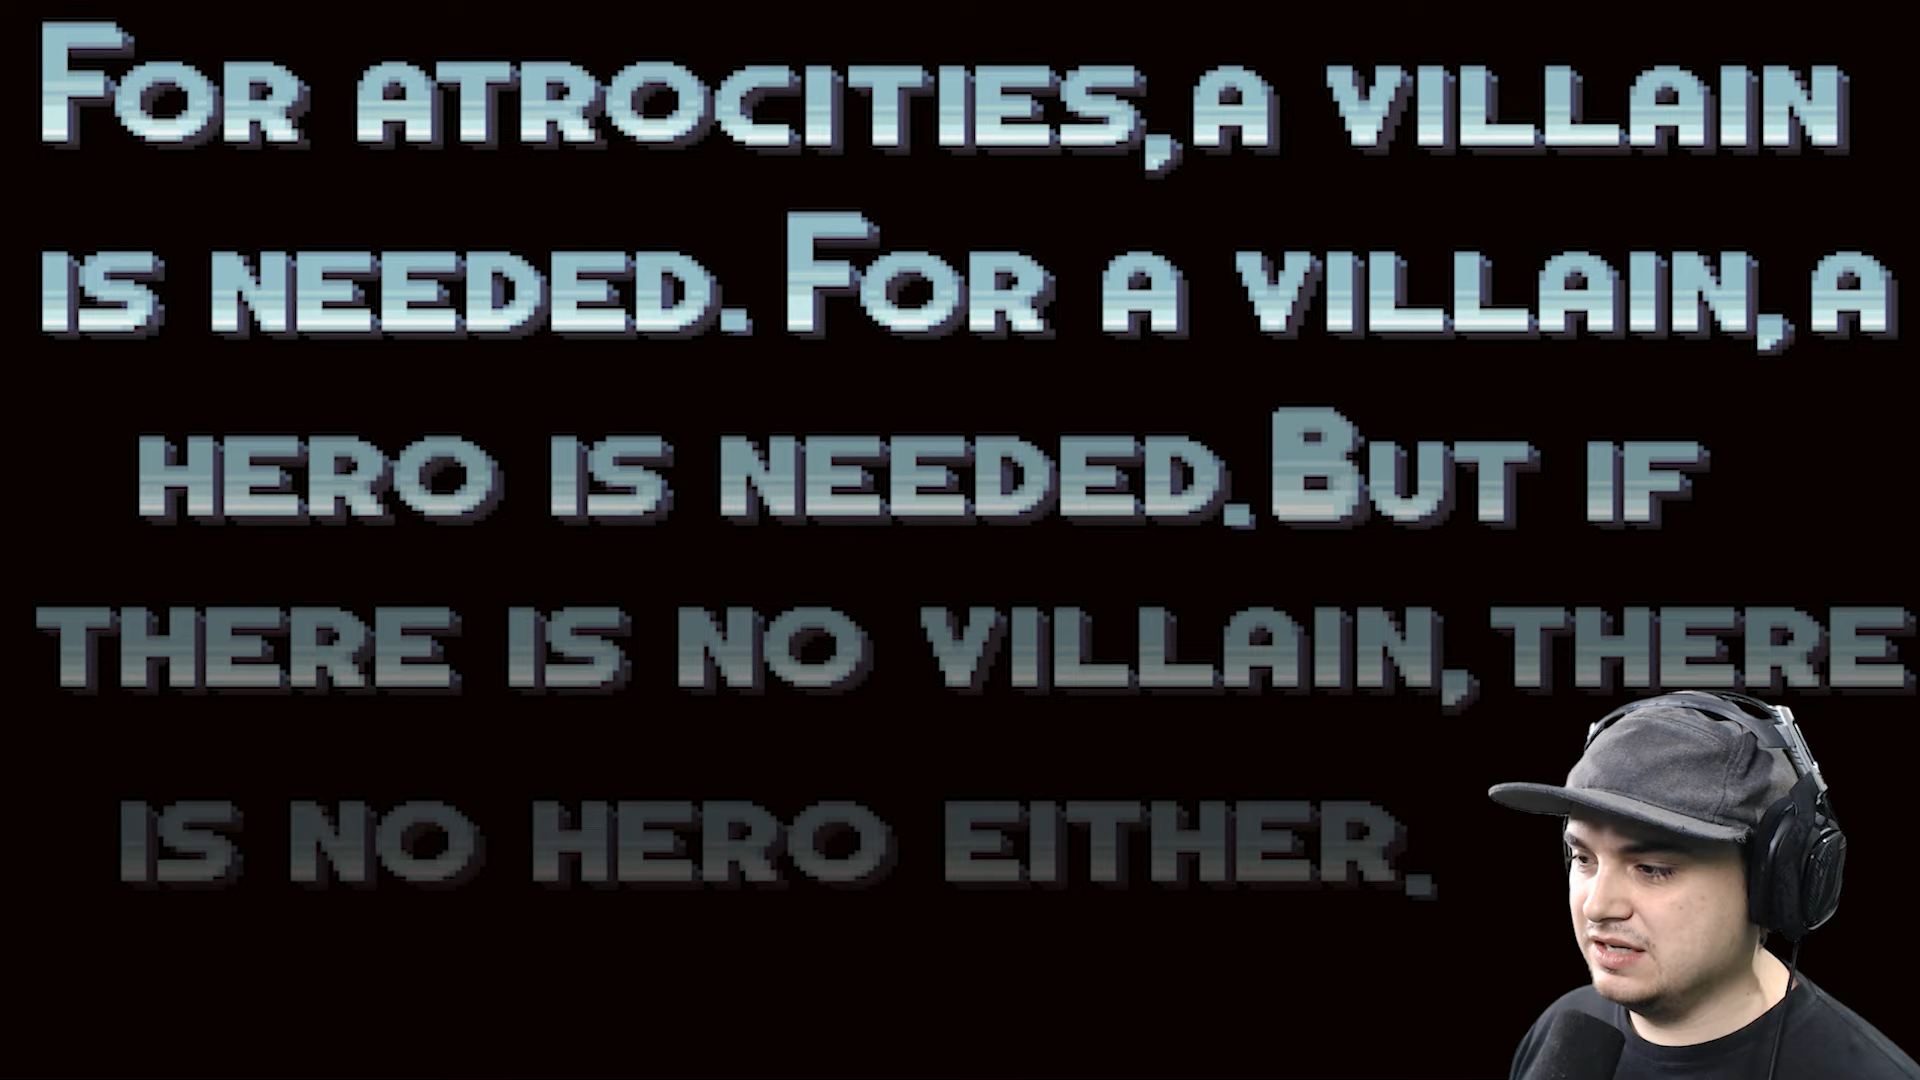 For atrocities, a villain
is needed. For a villain, a
hero is needed. But if
there is no villain, there
is no hero either.